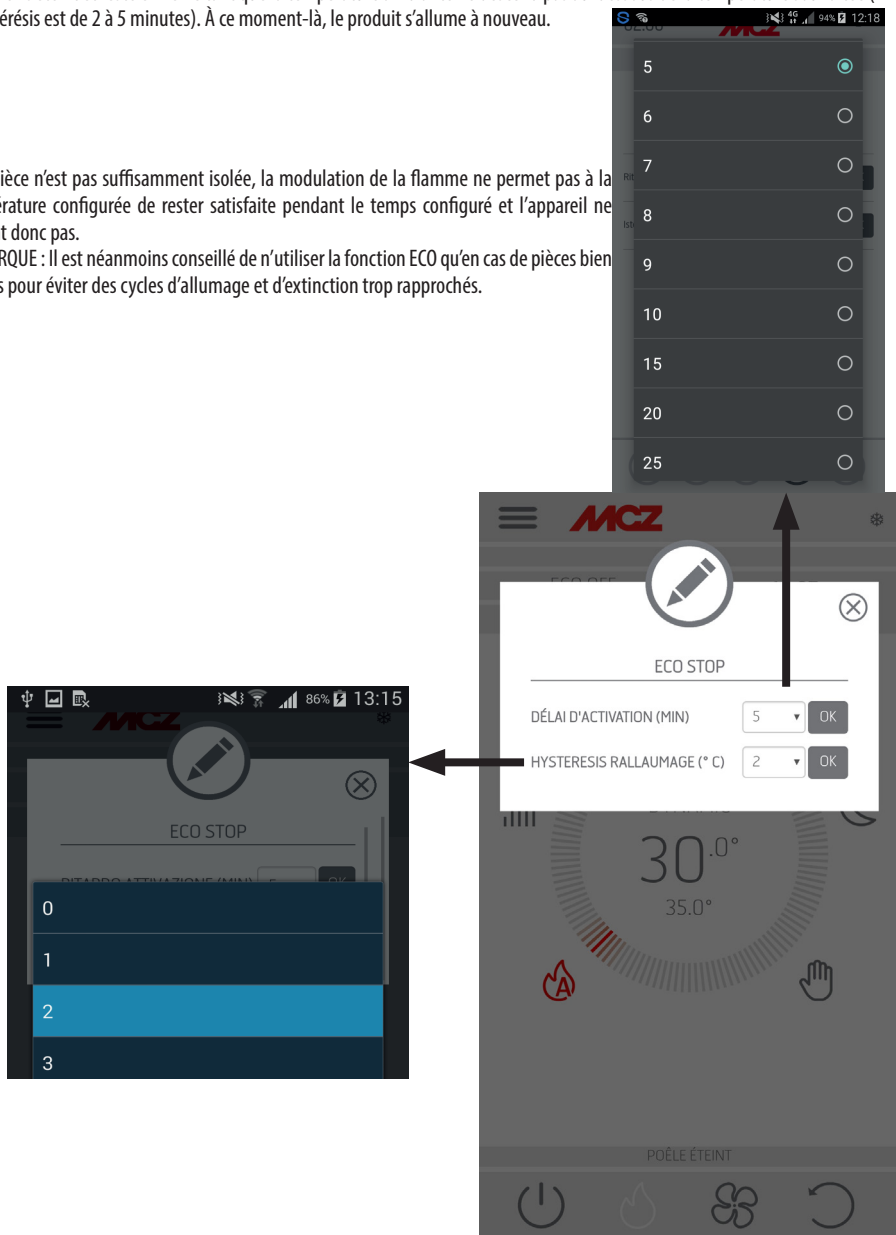 érésis est de 2 à 5 minutes). À ce moment-là, le produit s’allume à nouveau.
ièce n’est pas suffisamment isolée, la modulation de la flamme ne permet pas à la
érature configurée de rester satisfaite pendant le temps configuré et l’appareil ne
t donc pas.
RQUE : Il est néanmoins conseillé de n’utiliser la fonction ECO qu’en cas de pièces bien
s pour éviter des cycles d’allumage et d’extinction trop rapprochés.
4G 94% 12:18
5
6
7
8
9
10
15
20
25
MCZ
ECO STOP
DÉLAI D'ACTIVATION (MIN) 5 OK
HYSTERESIS RALLAUMAGE (° C) 2 OK
30.0°
35.0°
A
POÊLE ÉTEINT
86% 13:15
MCZ
ECO STOP
0
1
2
3